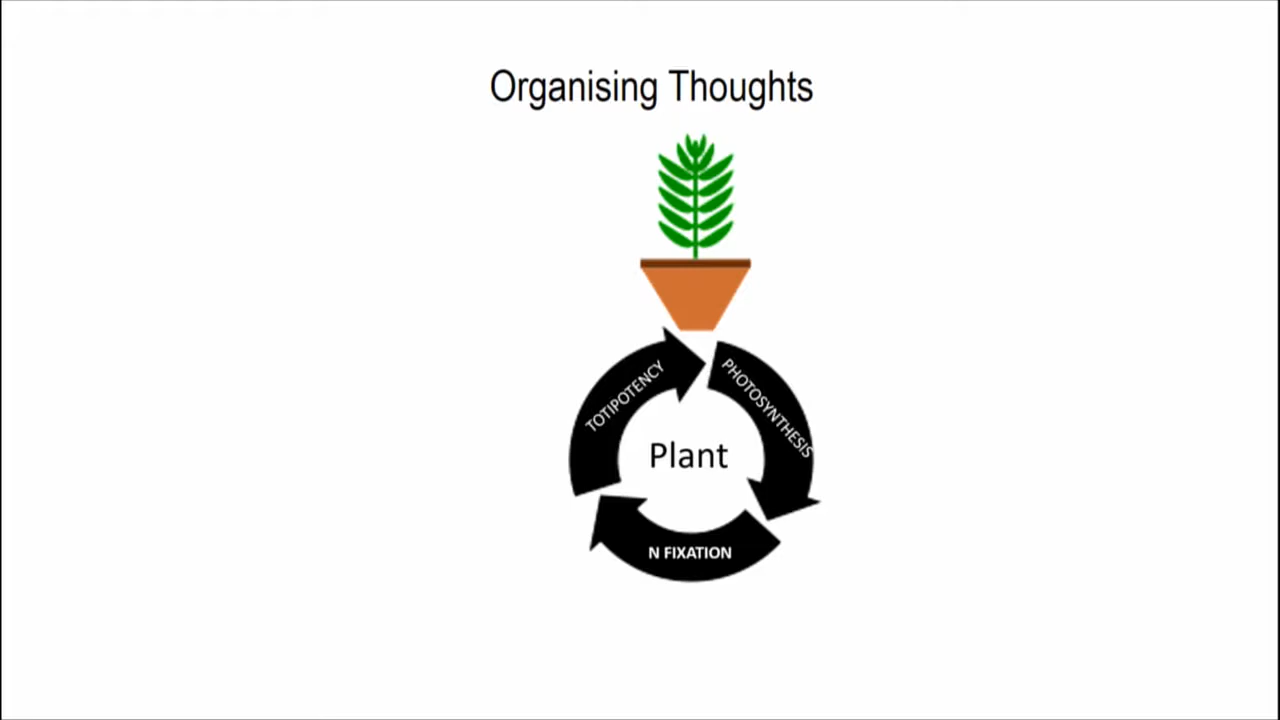 Organising Thoughts
TOTIPOTENCY
PHOTOSYNTHESIS
Plant
N FIXATION